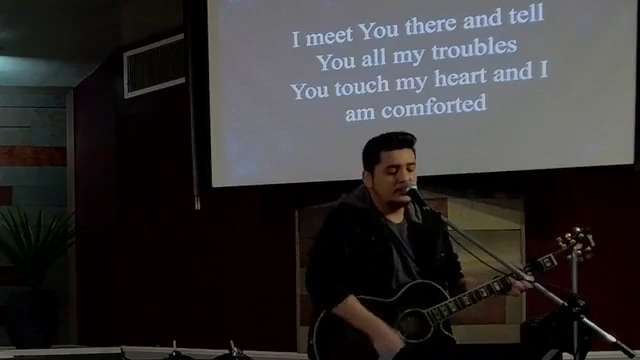 I meet You there and tell
You all my troubles
You touch my heart and I
am comforted